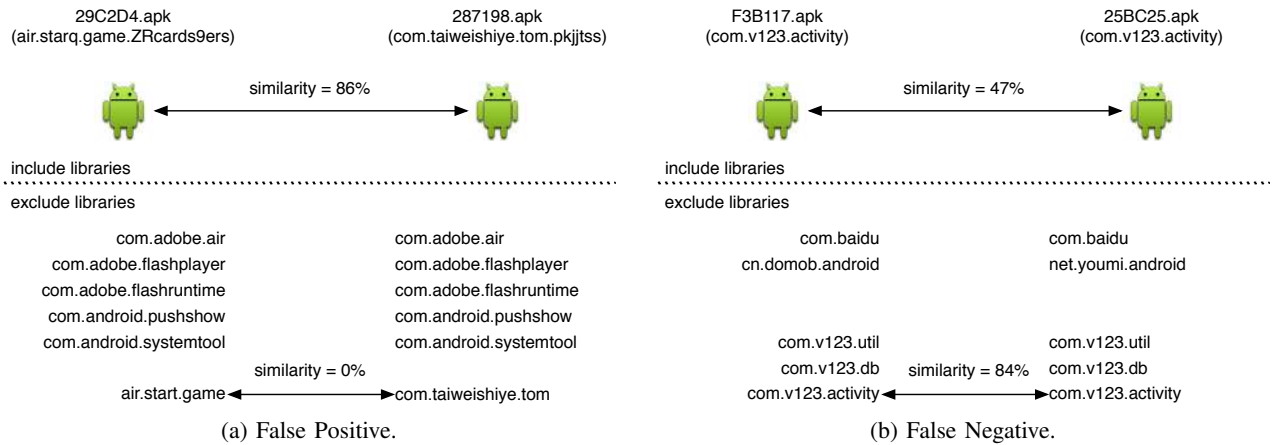 29C2D4.apk
(air.starq.game.ZRcards9ers)
287198.apk
(com.taiweishiye.tom.pkjjtss)
similarity = 86%
include libraries
exclude libraries
com.adobe.air
com.adobe.air
com.adobe.flashplayer
com.adobe.flashplayer
com.adobe.flashruntime
com.adobe.flashruntime
com.android.pushshow
com.android.pushshow
com.android.systemtool
com.android.systemtool
similarity = 0%
air.start.game
com.taiweishiye.tom
(a) False Positive.
F3B117.apk
(com.v123.activity)
25BC25.apk
(com.v123.activity)
similarity = 47%
include libraries
exclude libraries
com.baidu
com.baidu
cn.domob.android
net.youmi.android
com.v123.util
com.v123.util
com.v123.db
com.v123.db
similarity = 84%
com.v123.activity
com.v123.activity
(b) False Negative.